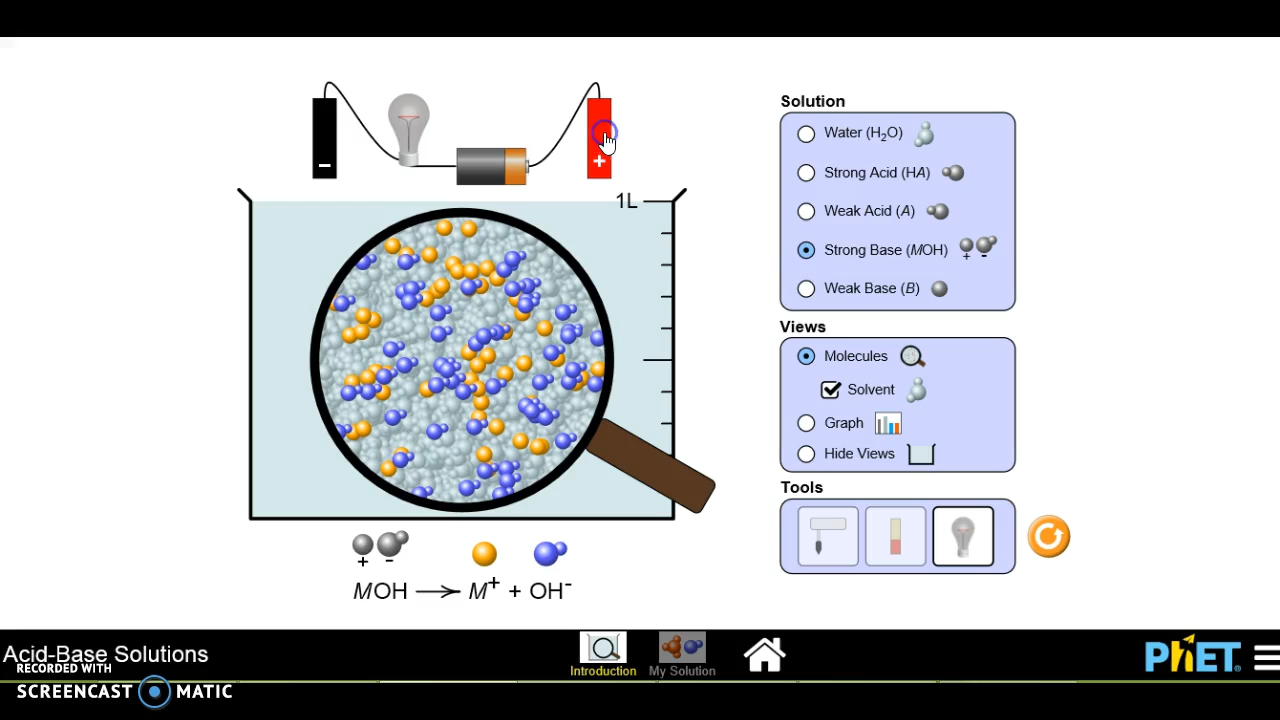 −
+
1L
+
-
MOH → M⁺ + OH⁻
Solution
Water (H₂O)
Strong Acid (HA)
Weak Acid (A)
Strong Base (MOH)
+
-
Weak Base (B)
Views
Molecules
Solvent
Graph
Hide Views
Tools
Acid-Base Solutions
Introduction
My Solution
PhET
RECORDED WITH
SCREENCAST MATIC